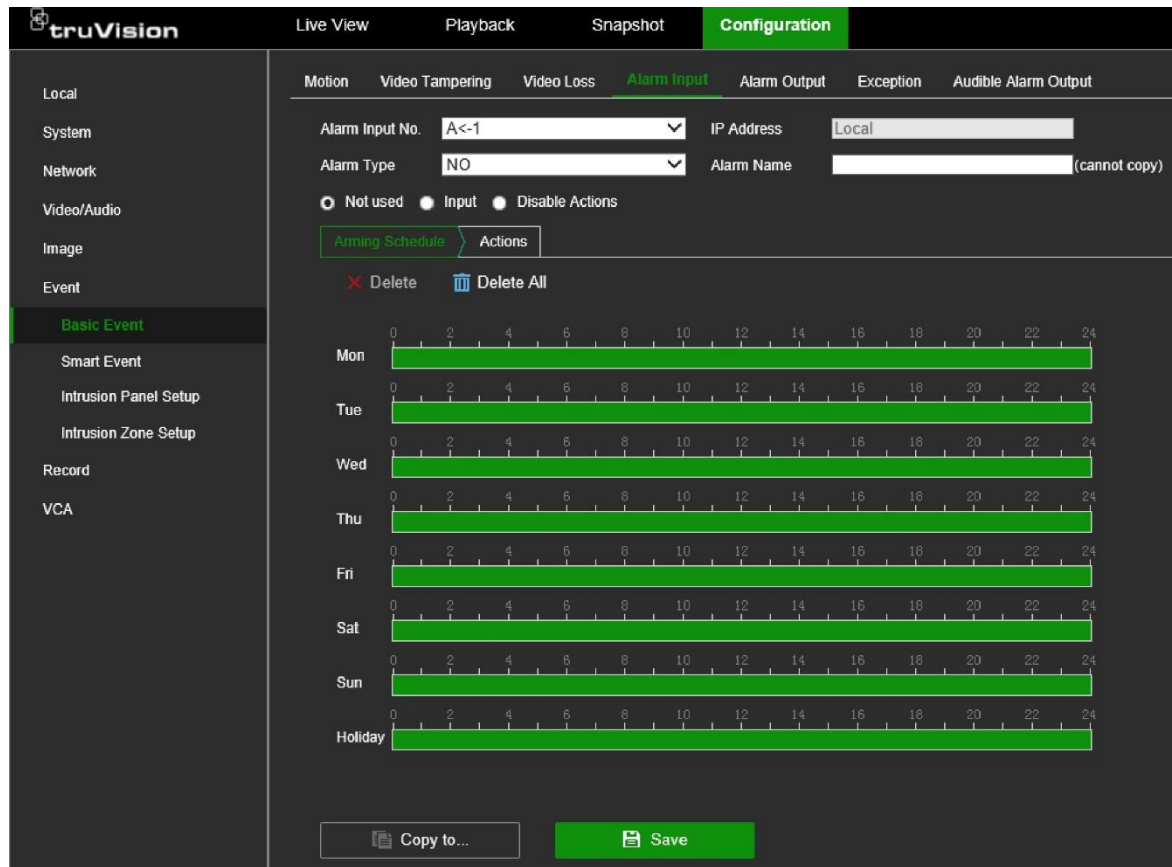 truVision
Live View Playback Snapshot Configuration
Local
System
Network
Video/Audio
Image
Event
Basic Event
Smart Event
Intrusion Panel Setup
Intrusion Zone Setup
Record
VCA
Motion Video Tampering Video Loss Alarm Input Alarm Output Exception Audible Alarm Output
Alarm Input No. A<-1 IP Address Local
Alarm Type NO Alarm Name (cannot copy)
Not used Input Disable Actions
Arming Schedule Actions
Delete Delete All
0 2 4 6 8 10 12 14 16 18 20 22 24
Mon
0 2 4 6 8 10 12 14 16 18 20 22 24
Tue
0 2 4 6 8 10 12 14 16 18 20 22 24
Wed
0 2 4 6 8 10 12 14 16 18 20 22 24
Thu
0 2 4 6 8 10 12 14 16 18 20 22 24
Fri
0 2 4 6 8 10 12 14 16 18 20 22 24
Sat
0 2 4 6 8 10 12 14 16 18 20 22 24
Sun
0 2 4 6 8 10 12 14 16 18 20 22 24
Holiday
Copy to... Save